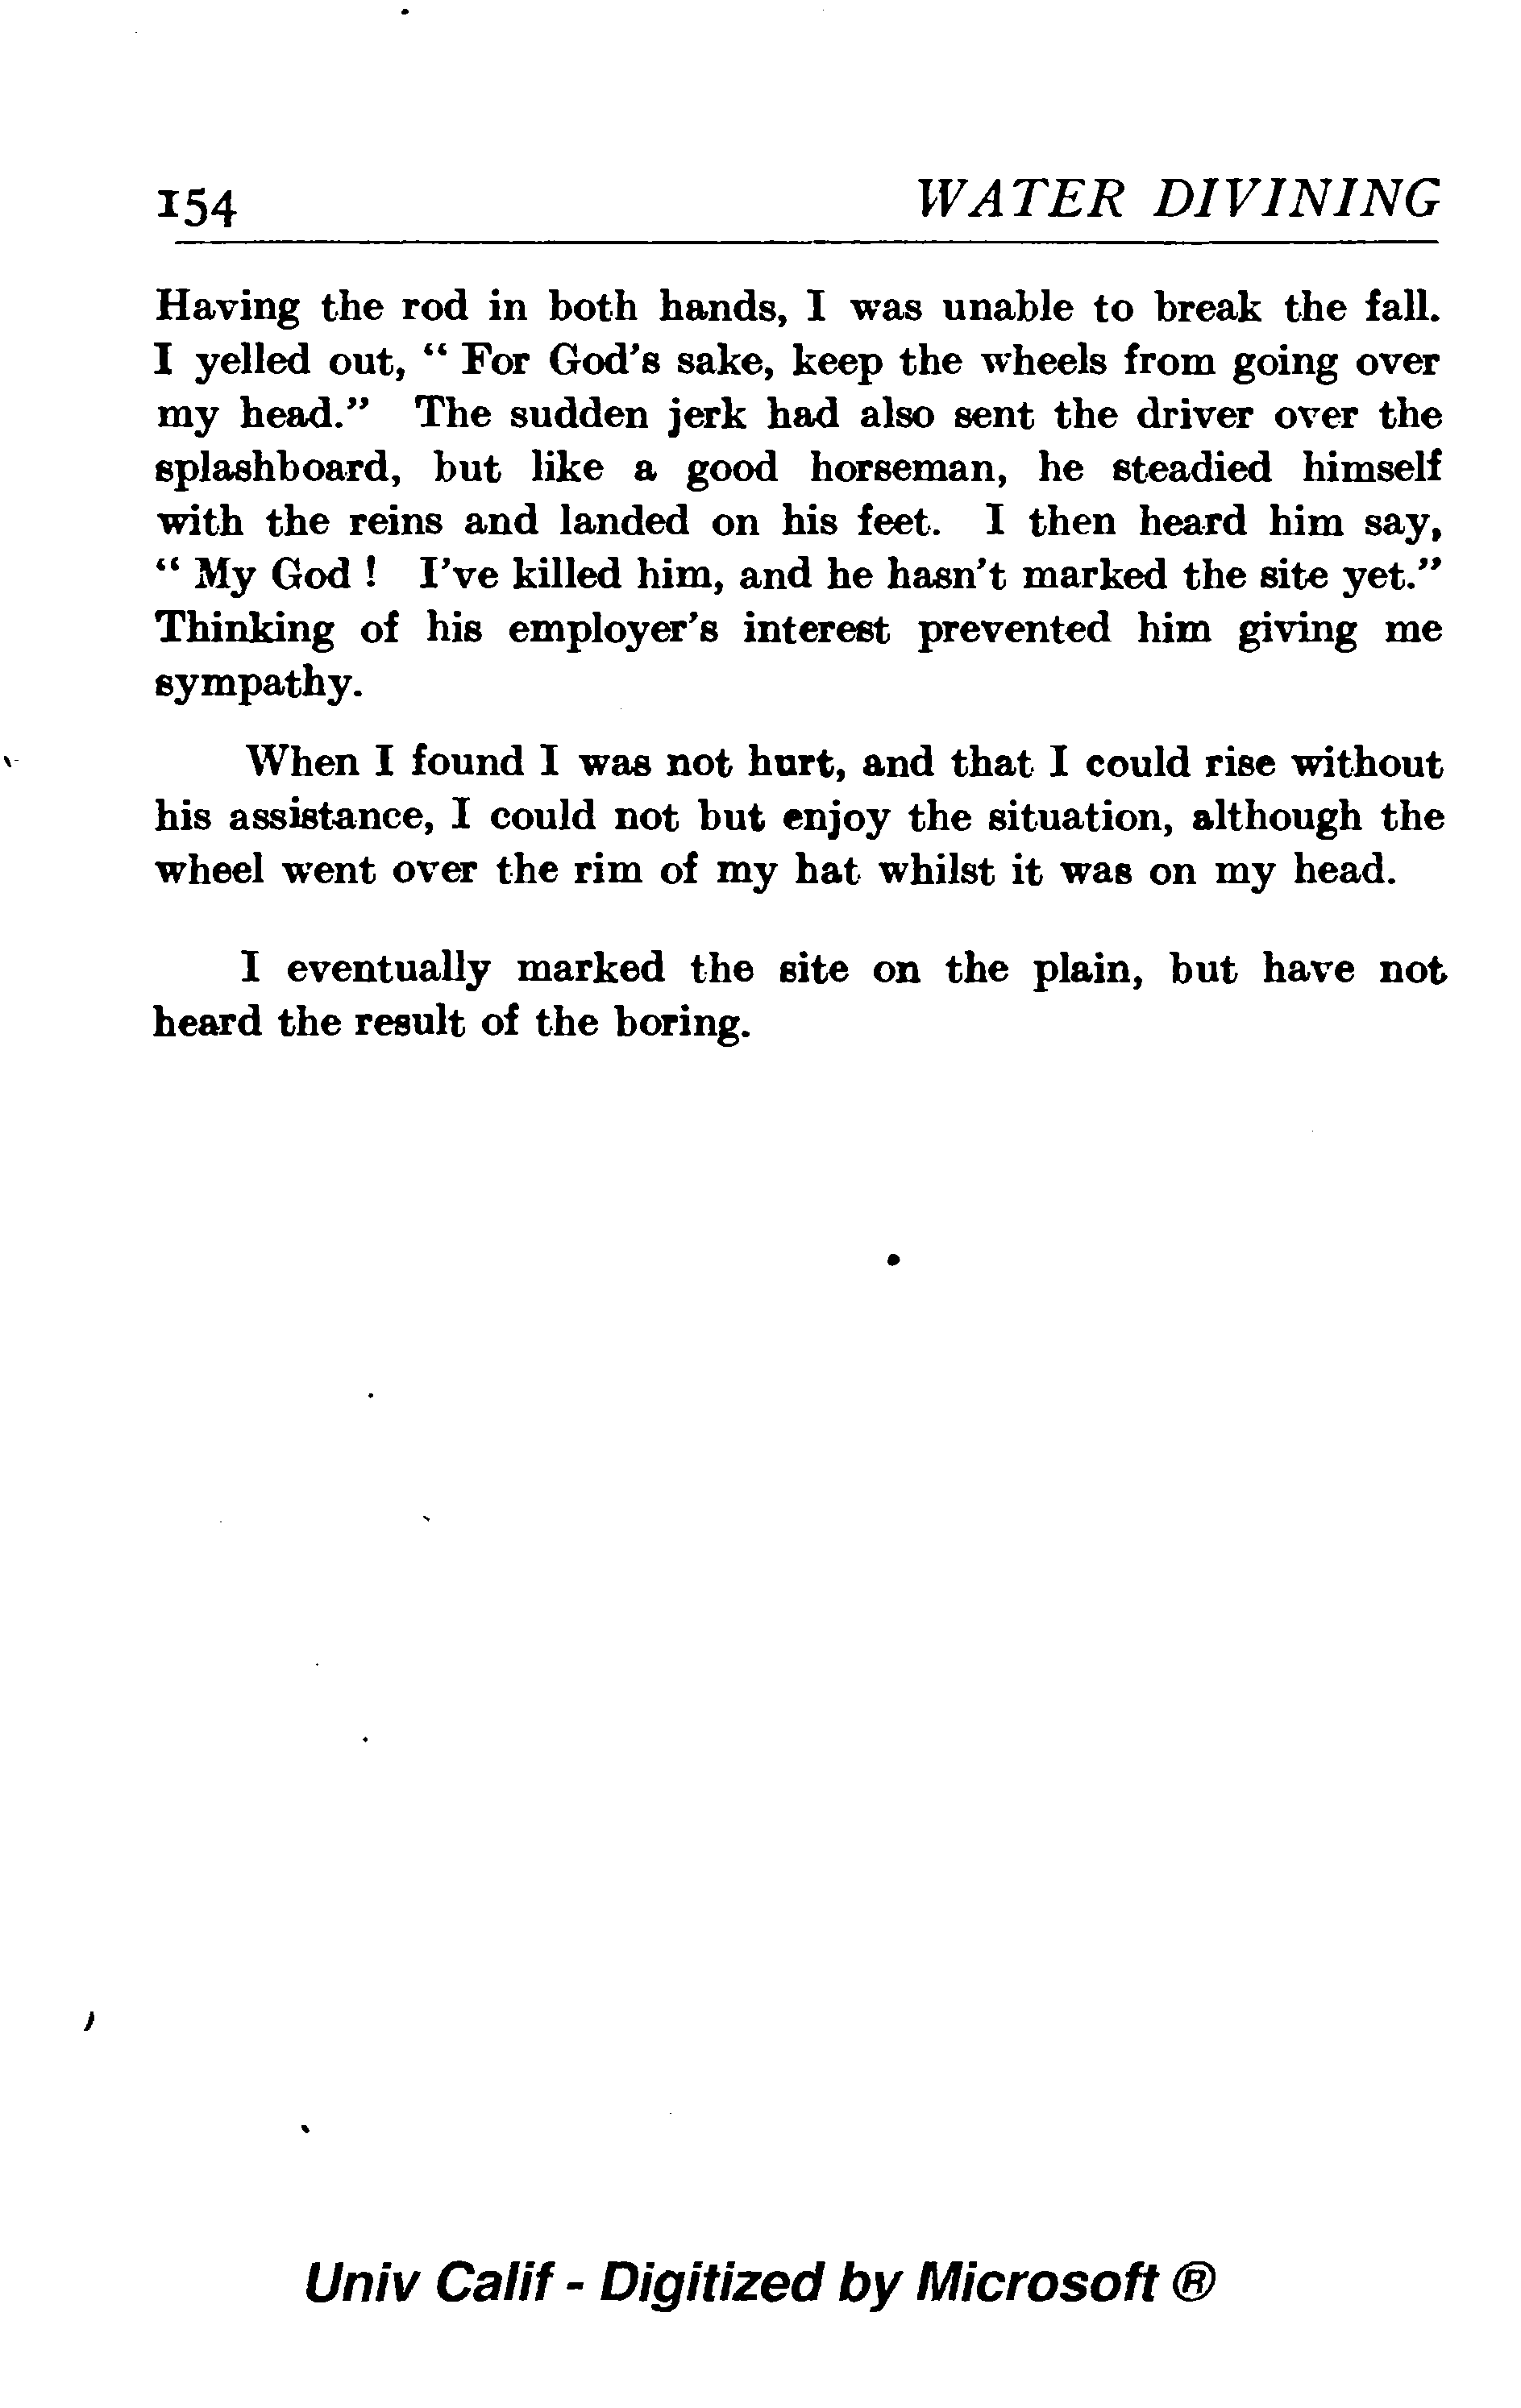 154 WATER DIVINING
Having the rod in both hands, I was unable to break the fall.
I yelled out, “ For God's sake, keep the wheels from going over
my head.” The sudden jerk had also sent the driver over the
splashboard, but like a good horseman, he steadied himself
with the reins and landed on his feet. I then heard him say,
“ My God ! I've killed him, and he hasn't marked the site yet.”
Thinking of his employer's interest prevented him giving me
sympathy.
When I found I was not hurt, and that I could rise without
his assistance, I could not but enjoy the situation, although the
wheel went over the rim of my hat whilst it was on my head.
I eventually marked the site on the plain, but have not
heard the result of the boring.
Univ Calif - Digitized by Microsoft ®